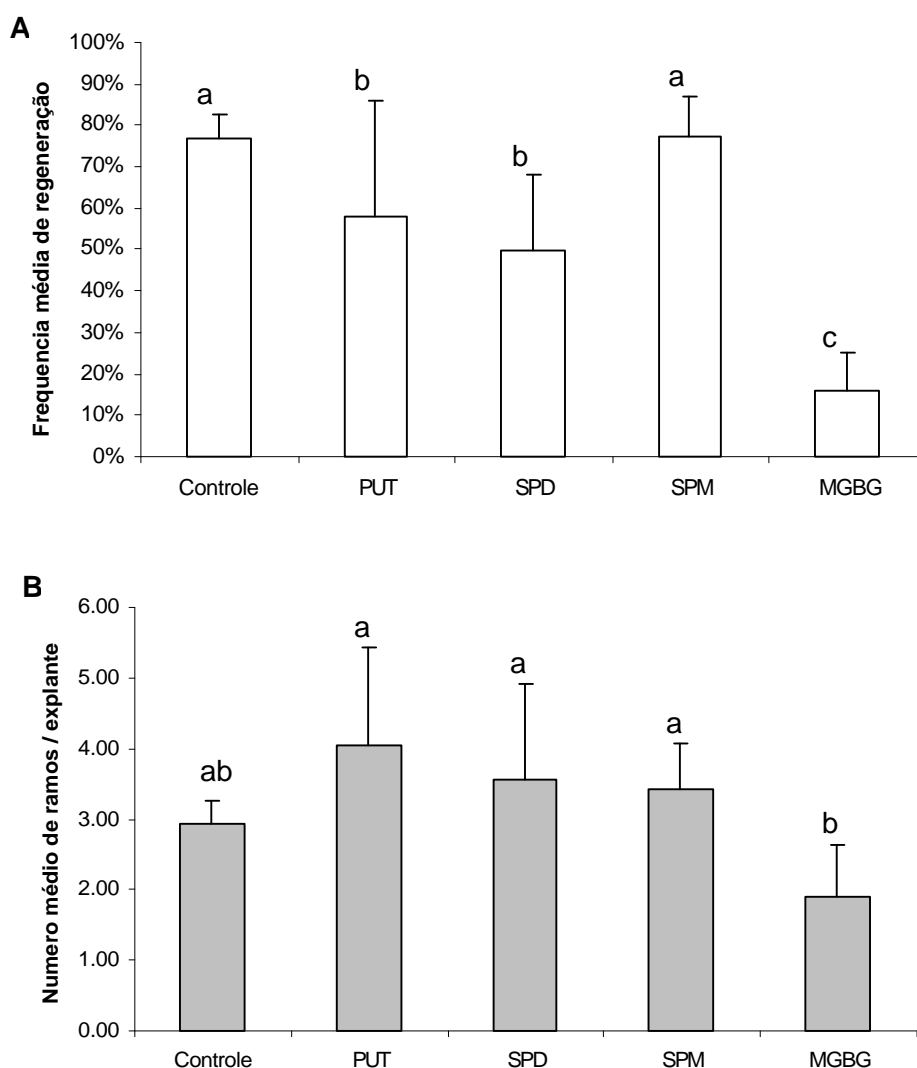 A
Frequencia média de regeneração
100%
90%
80%
70%
60%
50%
40%
30%
20%
10%
0%
a
b
b
a
c
Controle PUT SPD SPM MGBG
B
Numero médio de ramos / explante
6.00
5.00
4.00
3.00
2.00
1.00
0.00
ab
a
a
a
b
Controle PUT SPD SPM MGBG